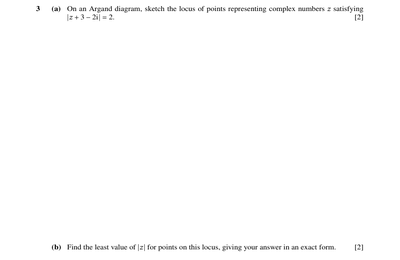 3 (a) On an Argand diagram, sketch the locus of points representing complex numbers z satisfying
|z + 3 − 2i| = 2. [2]
(b) Find the least value of |z| for points on this locus, giving your answer in an exact form. [2]